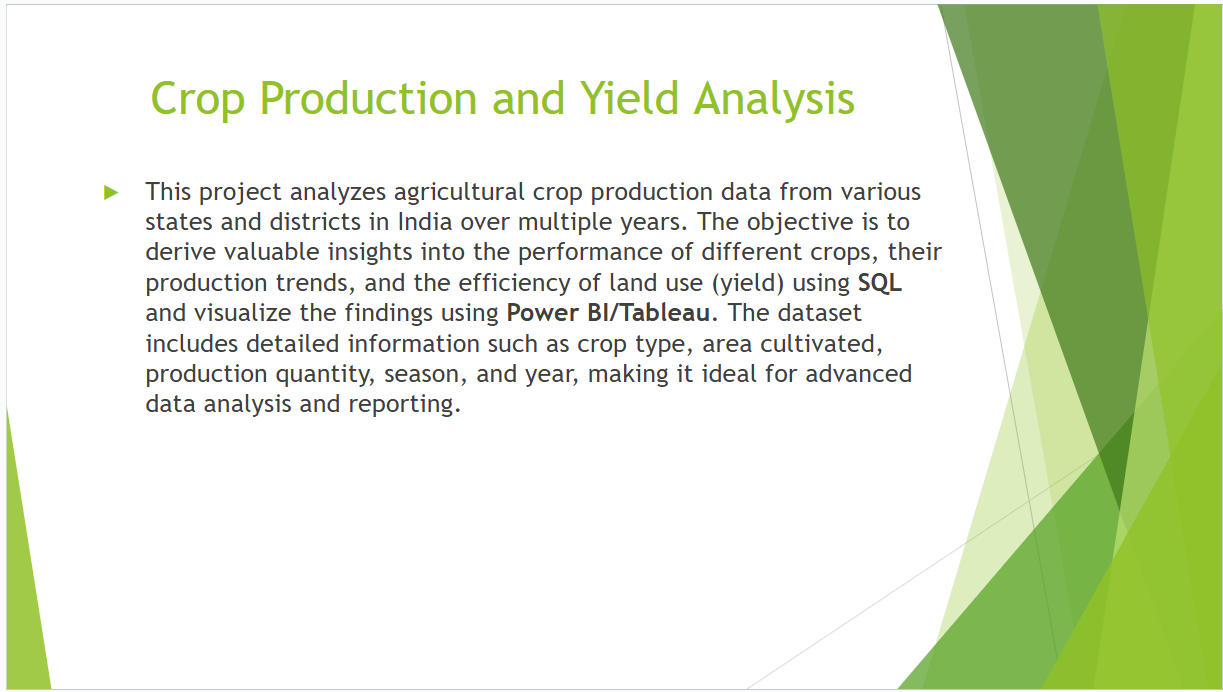 Crop Production and Yield Analysis
This project analyzes agricultural crop production data from various
states and districts in India over multiple years. The objective is to
derive valuable insights into the performance of different crops, their
production trends, and the efficiency of land use (yield) using SQL
and visualize the findings using Power BI/Tableau. The dataset
includes detailed information such as crop type, area cultivated,
production quantity, season, and year, making it ideal for advanced
data analysis and reporting.